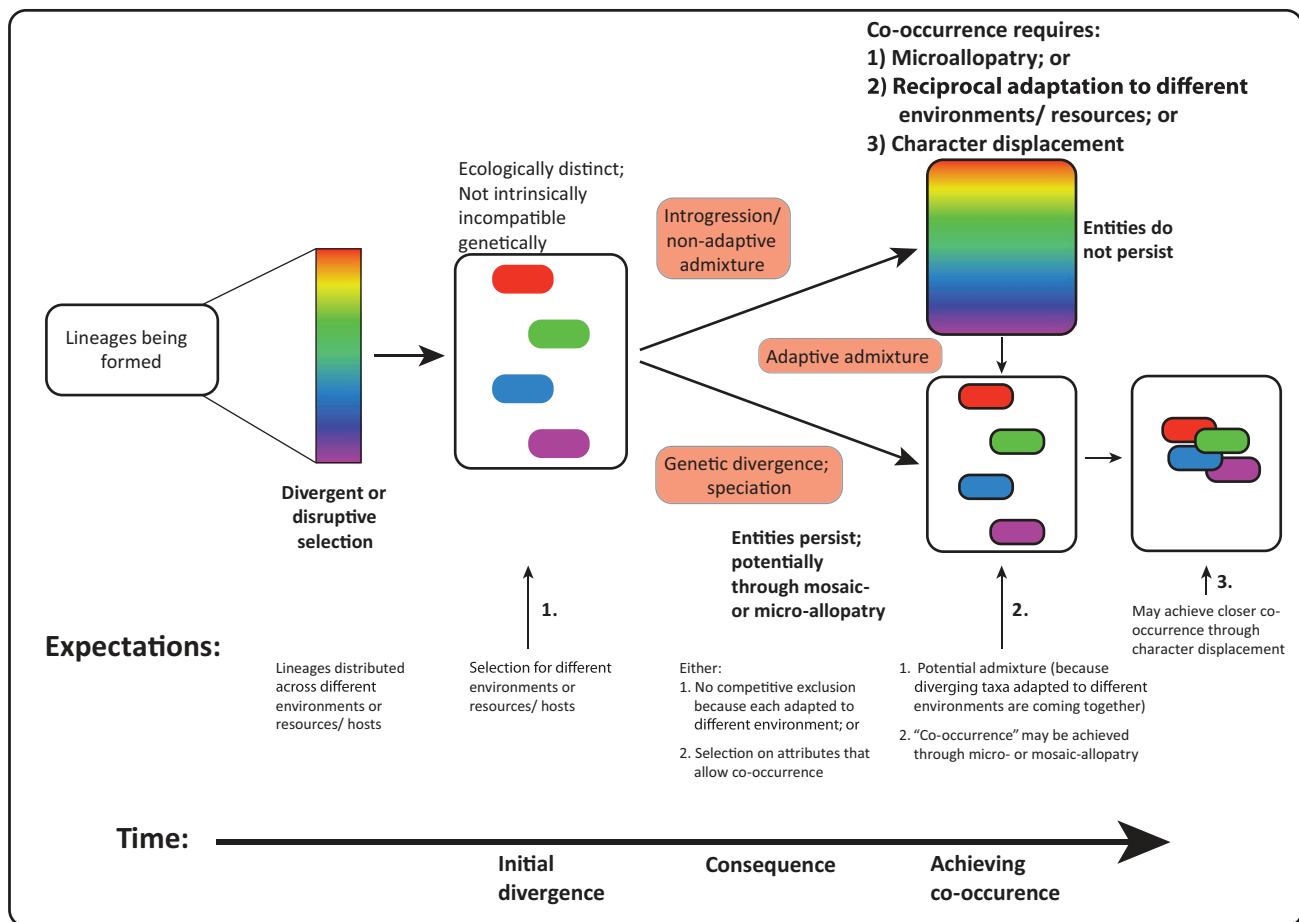 Co-occurrence requires:
1) Microallopatry; or
2) Reciprocal adaptation to different
environments/ resources; or
3) Character displacement
Ecologically distinct;
Not intrinsically
incompatible
genetically
Introgression/
non-adaptive
admixture
Entities do
not persist
Lineages being
formed
Adaptive admixture
Genetic divergence;
speciation
Divergent or
disruptive
selection
Entities persist;
potentially
through mosaic-
or micro-allopatry
1.
2.
3.
May achieve closer co-
occurrence through
character displacement
Expectations:
Lineages distributed
across different
environments or
resources/ hosts
Selection for different
environments or
resources/ hosts
Either:
1. No competitive exclusion
because each adapted to
different environment; or
2. Selection on attributes that
allow co-occurrence
1. Potential admixture (because
diverging taxa adapted to different
environments are coming together)
2. “Co-occurrence” may be achieved
through micro- or mosaic-allopatry
Time:
Initial
divergence
Consequence
Achieving
co-occurence